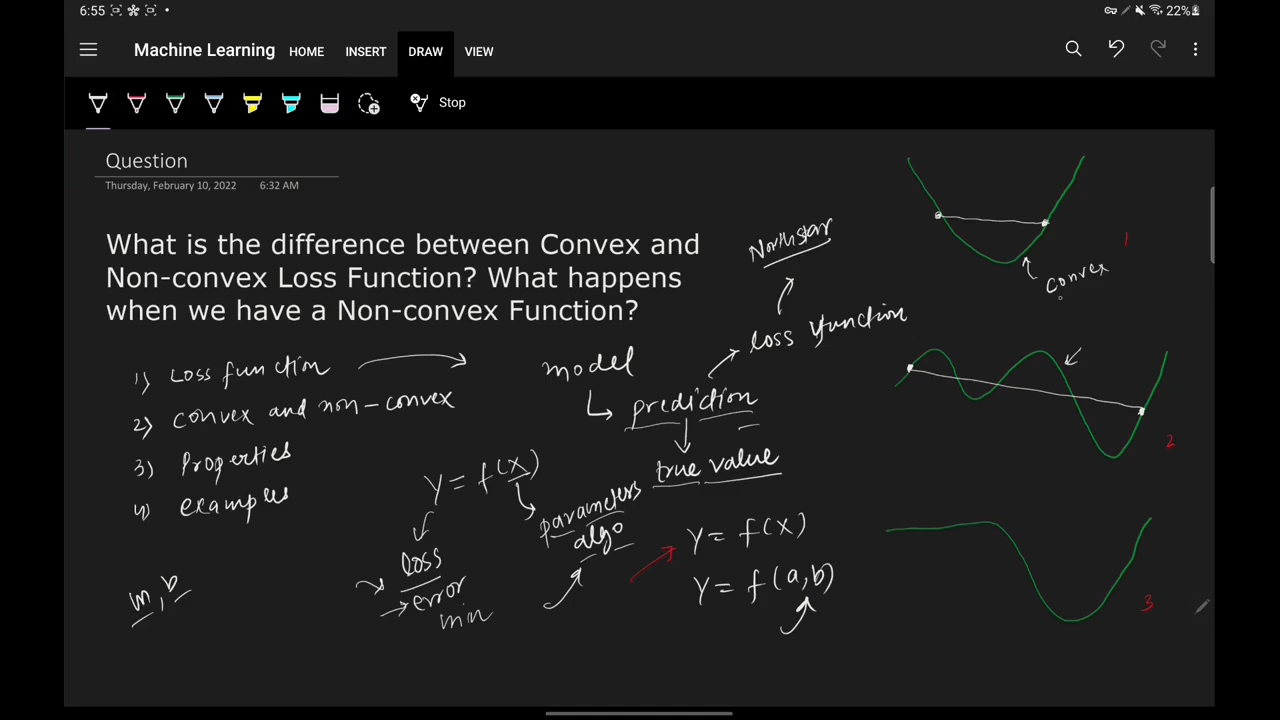 6:55 22%
Machine Learning HOME INSERT DRAW VIEW
Stop
Question
Thursday, February 10, 2022 6:32 AM
What is the difference between Convex and
Non-convex Loss Function? What happens
when we have a Non-convex Function?
1) Loss function
2) convex and non-convex
3) Properties
4) examples
m, b
y = f(x)
loss
error
min
parameters
algo
model
prediction
true value
loss function
Northstar
y = f(x)
y = f(a,b)
convex
1
2
3